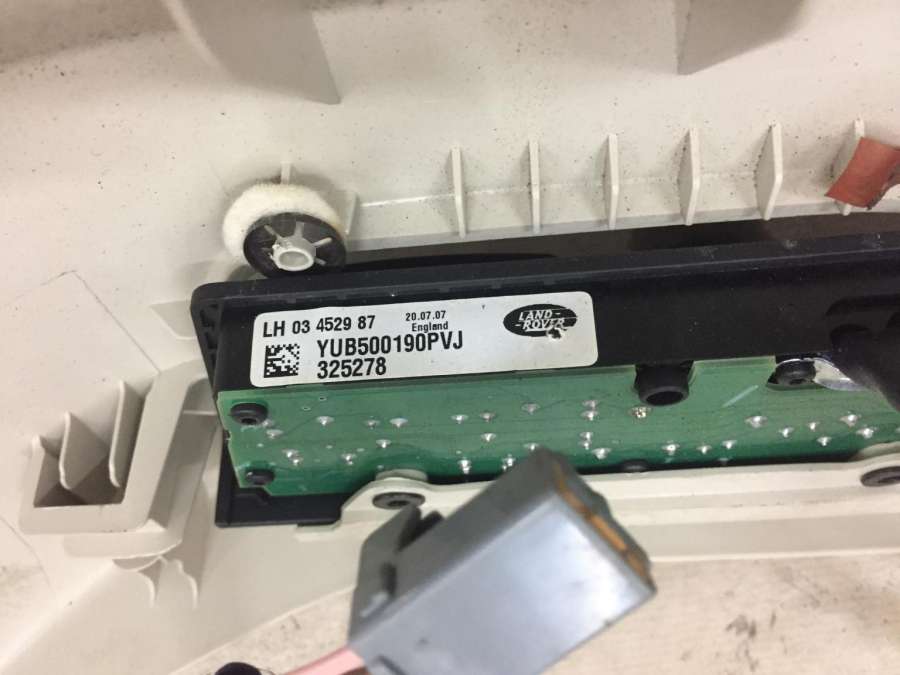 LH 03 4529 87
20.07.07
England
LAND-
-ROVER
YUB500190PVJ
325278